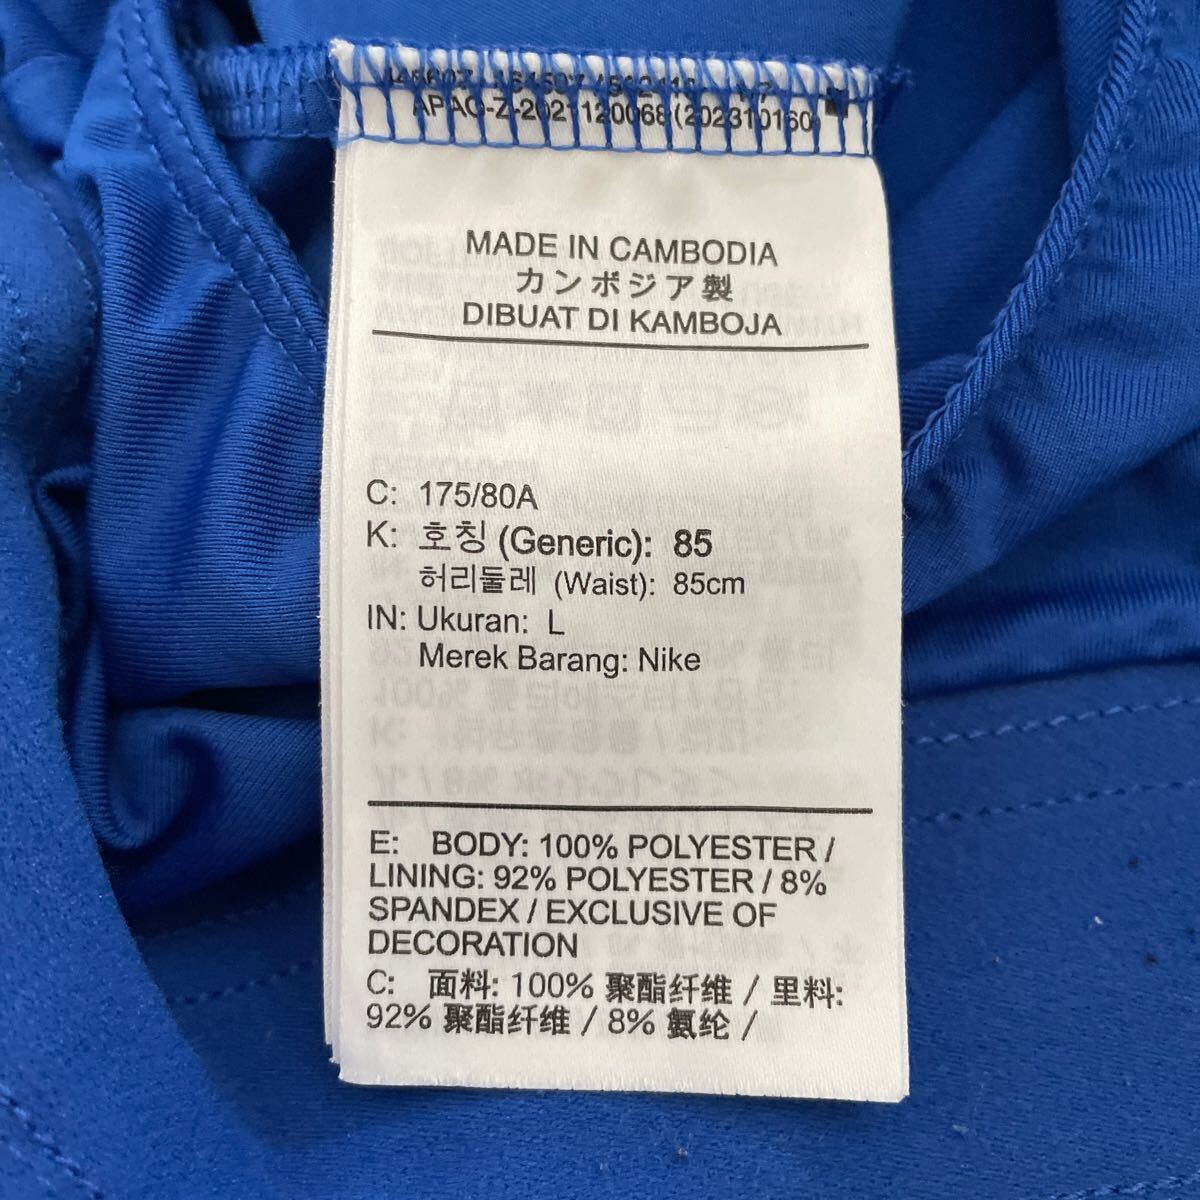 APAO-Z-2021120068(202310160
MADE IN CAMBODIA
カンボジア製
DIBUAT DI KAMBOJA
C: 175/80A
K: 호칭 (Generic): 85
허리둘레 (Waist): 85cm
IN: Ukuran: L
Merek Barang: Nike
E: BODY: 100% POLYESTER /
LINING: 92% POLYESTER / 8%
SPANDEX / EXCLUSIVE OF
DECORATION
C: 面料: 100% 聚酯纤维 / 里料:
92% 聚酯纤维 / 8% 氨纶 /